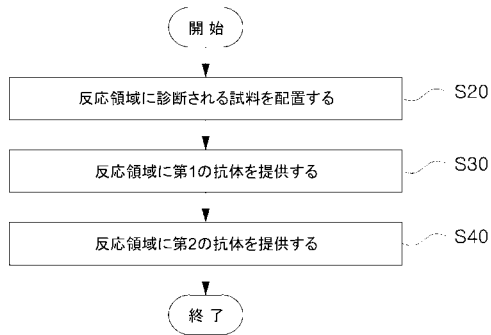 開始
反応領域に診断される試料を配置する
S20
反応領域に第1の抗体を提供する
S30
反応領域に第2の抗体を提供する
S40
終了